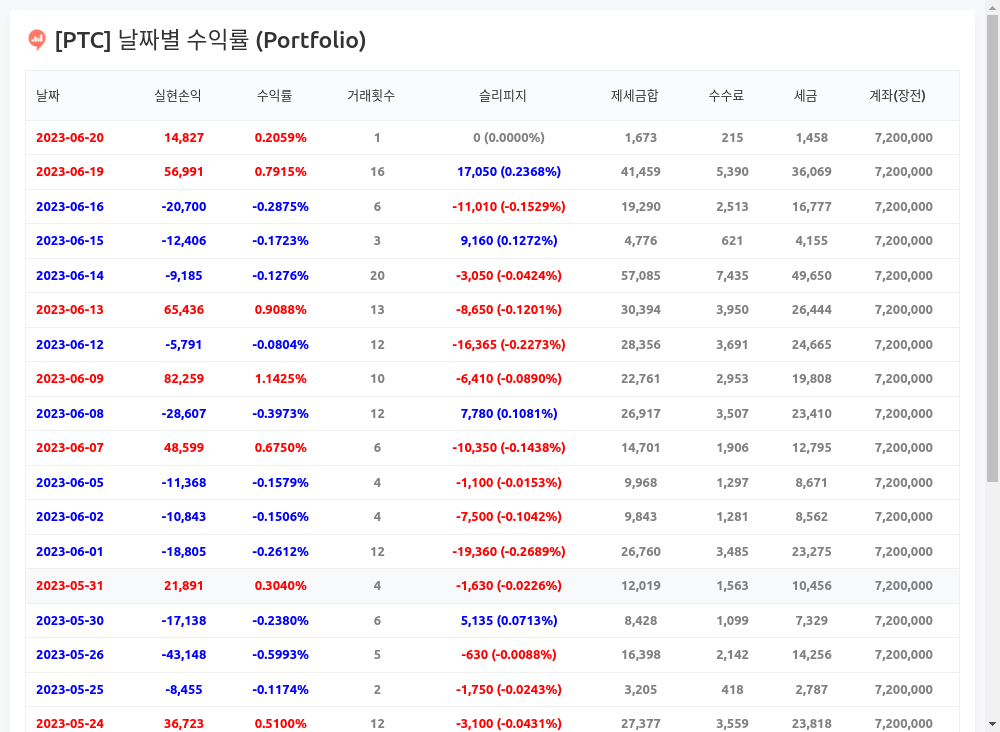 [PTC] 날짜별 수익률 (Portfolio)
날짜 실현손익 수익률 거래횟수 슬리피지 제세금합 수수료 세금 계좌(장전)
2023-06-20 14,827 0.2059% 1 0 (0.0000%) 1,673 215 1,458 7,200,000
2023-06-19 56,991 0.7915% 16 17,050 (0.2368%) 41,459 5,390 36,069 7,200,000
2023-06-16 -20,700 -0.2875% 6 -11,010 (-0.1529%) 19,290 2,513 16,777 7,200,000
2023-06-15 -12,406 -0.1723% 3 9,160 (0.1272%) 4,776 621 4,155 7,200,000
2023-06-14 -9,185 -0.1276% 20 -3,050 (-0.0424%) 57,085 7,435 49,650 7,200,000
2023-06-13 65,436 0.9088% 13 -8,650 (-0.1201%) 30,394 3,950 26,444 7,200,000
2023-06-12 -5,791 -0.0804% 12 -16,365 (-0.2273%) 28,356 3,691 24,665 7,200,000
2023-06-09 82,259 1.1425% 10 -6,410 (-0.0890%) 22,761 2,953 19,808 7,200,000
2023-06-08 -28,607 -0.3973% 12 7,780 (0.1081%) 26,917 3,507 23,410 7,200,000
2023-06-07 48,599 0.6750% 6 -10,350 (-0.1438%) 14,701 1,906 12,795 7,200,000
2023-06-05 -11,368 -0.1579% 4 -1,100 (-0.0153%) 9,968 1,297 8,671 7,200,000
2023-06-02 -10,843 -0.1506% 4 -7,500 (-0.1042%) 9,843 1,281 8,562 7,200,000
2023-06-01 -18,805 -0.2612% 12 -19,360 (-0.2689%) 26,760 3,485 23,275 7,200,000
2023-05-31 21,891 0.3040% 4 -1,630 (-0.0226%) 12,019 1,563 10,456 7,200,000
2023-05-30 -17,138 -0.2380% 6 5,135 (0.0713%) 8,428 1,099 7,329 7,200,000
2023-05-26 -43,148 -0.5993% 5 -630 (-0.0088%) 16,398 2,142 14,256 7,200,000
2023-05-25 -8,455 -0.1174% 2 -1,750 (-0.0243%) 3,205 418 2,787 7,200,000
2023-05-24 36,723 0.5100% 12 -3,100 (-0.0431%) 27,377 3,559 23,818 7,200,000